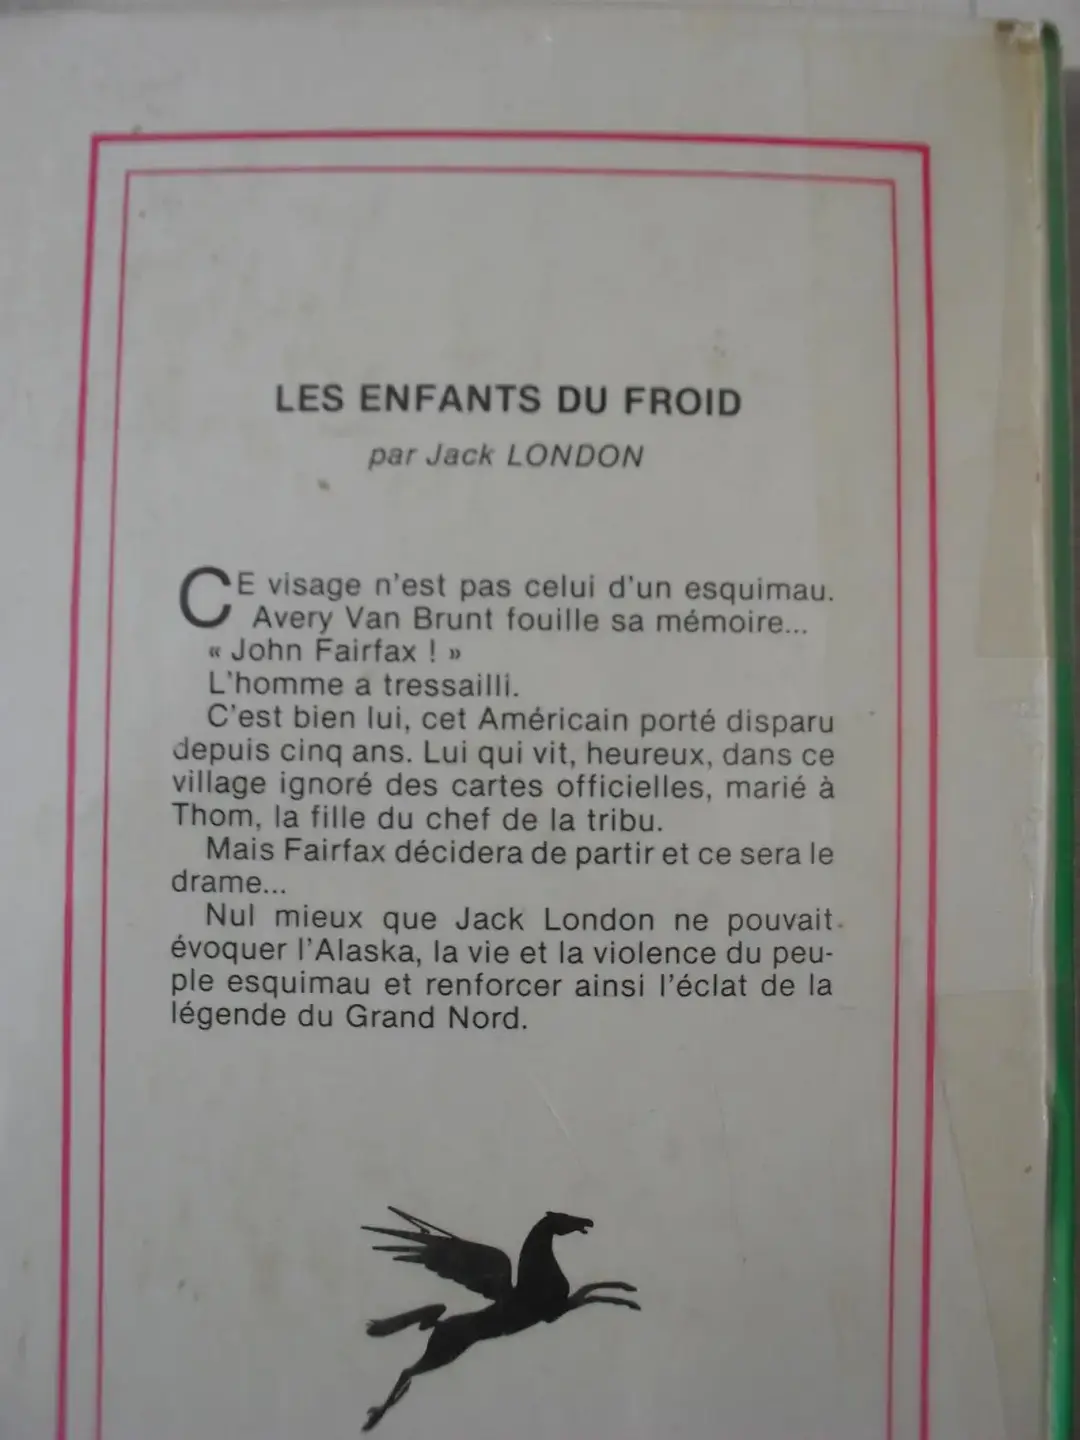 LES ENFANTS DU FROID
par Jack LONDON
CE visage n'est pas celui d'un esquimau.
Avery Van Brunt fouille sa mémoire...
« John Fairfax ! »
L'homme a tressailli.
C'est bien lui, cet Américain porté disparu
depuis cinq ans. Lui qui vit, heureux, dans ce
village ignoré des cartes officielles, marié à
Thom, la fille du chef de la tribu.
Mais Fairfax décidera de partir et ce sera le
drame...
Nul mieux que Jack London ne pouvait
évoquer l'Alaska, la vie et la violence du peu-
ple esquimau et renforcer ainsi l'éclat de la
légende du Grand Nord.